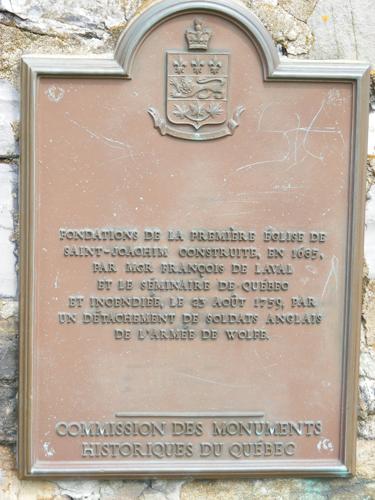 FONDATIONS DE LA PREMIÈRE ÉGLISE DE
SAINT-JOACHIM CONSTRUITE, EN 1685,
PAR MGR FRANÇOIS DE LAVAL
ET LE SÉMINAIRE DE QUÉBEC
ET INCENDIÉE, LE 23 AOÛT 1759, PAR
UN DÉTACHEMENT DE SOLDATS ANGLAIS
DE L'ARMÉE DE WOLFE.
COMMISSION DES MONUMENTS
HISTORIQUES DU QUÉBEC